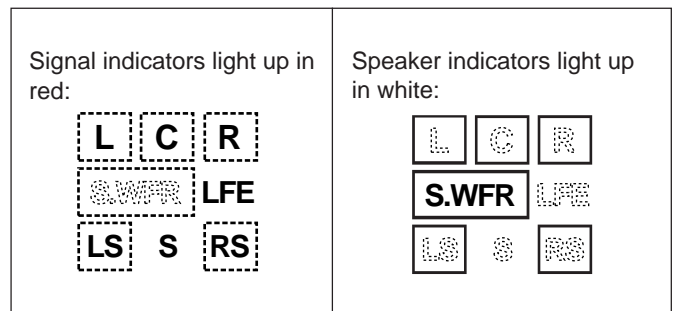 Signal indicators light up in
red:
L C R
S.WFR LFE
LS S RS
Speaker indicators light up
in white:
L C R
S.WFR LFE
LS S RS